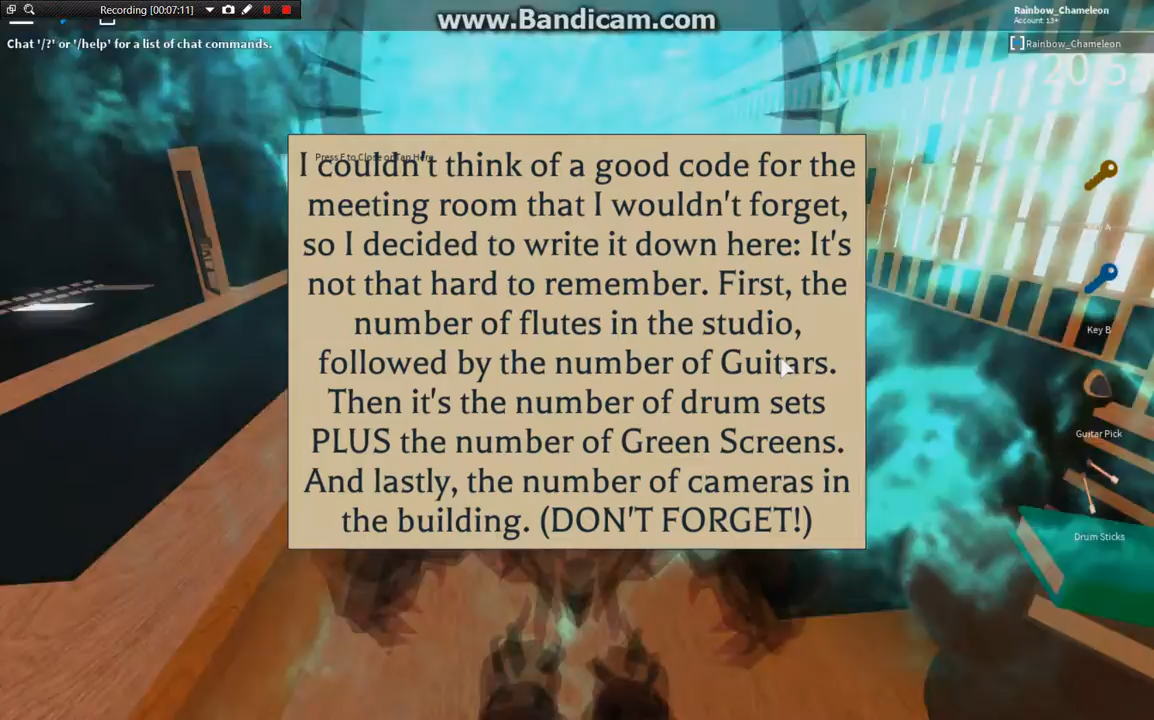 Recording [00:07:11]
www.Bandicam.com
Rainbow_Chameleon
Account: 13+
Chat '/?' or '/help' for a list of chat commands.
Rainbow_Chameleon
Press F to Close or Tap Here
I couldn't think of a good code for the
meeting room that I wouldn't forget,
so I decided to write it down here: It's
not that hard to remember. First, the
number of flutes in the studio,
followed by the number of Guitars.
Then it's the number of drum sets
PLUS the number of Green Screens.
And lastly, the number of cameras in
the building. (DON'T FORGET!)
Key B
Guitar Pick
Drum Sticks